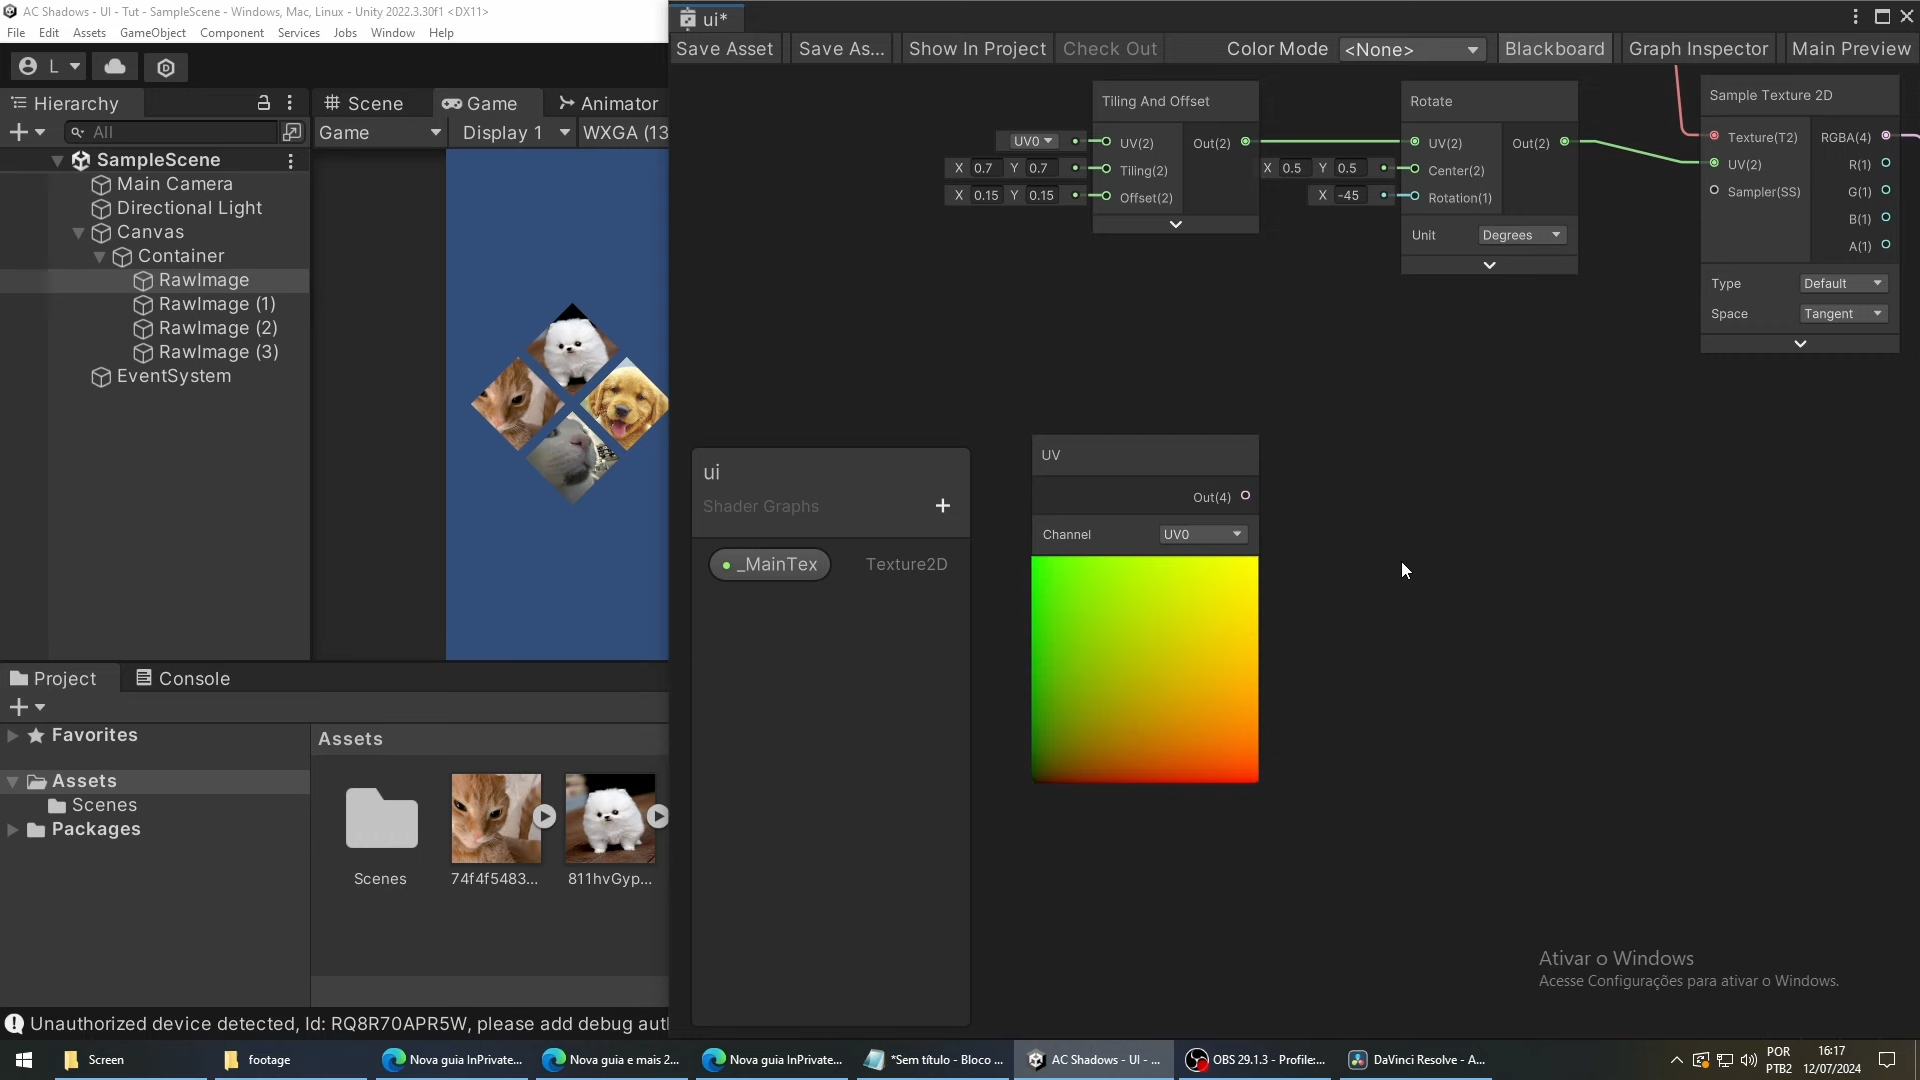 AC Shadows - UI - Tut - SampleScene - Windows, Mac, Linux - Unity 2022.3.30f1 <DX11>
File Edit Assets GameObject Component Services Jobs Window Help
L
Hierarchy
All
SampleScene
Main Camera
Directional Light
Canvas
Container
RawImage
RawImage (1)
RawImage (2)
RawImage (3)
EventSystem
Scene Game Animator
Game Display 1 WXGA (13
Project Console
Favorites
Assets
Scenes
Packages
Assets
Scenes
74f4f5483...
811hvGyp...
Unauthorized device detected, Id: RQ8R70APR5W, please add debug aut
ui*
Save Asset Save As... Show In Project Check Out Color Mode <None> Blackboard Graph Inspector Main Preview
Tiling And Offset
UV0 UV(2) Out(2)
X 0.7 Y 0.7 Tiling(2)
X 0.15 Y 0.15 Offset(2)
Rotate
UV(2) Out(2)
X 0.5 Y 0.5 Center(2)
X -45 Rotation(1)
Unit Degrees
Sample Texture 2D
Texture(T2) RGBA(4)
UV(2) R(1)
Sampler(SS) G(1)
B(1)
A(1)
Type Default
Space Tangent
ui
Shader Graphs
_MainTex Texture2D
UV
Out(4)
Channel UV0
Ativar o Windows
Acesse Configurações para ativar o Windows.
Screen
footage
Nova guia InPrivate...
Nova guia e mais 2...
Nova guia InPrivate...
*Sem título - Bloco ...
AC Shadows - UI - ...
OBS 29.1.3 - Profile:...
DaVinci Resolve - A...
POR
PTB2
16:17
12/07/2024